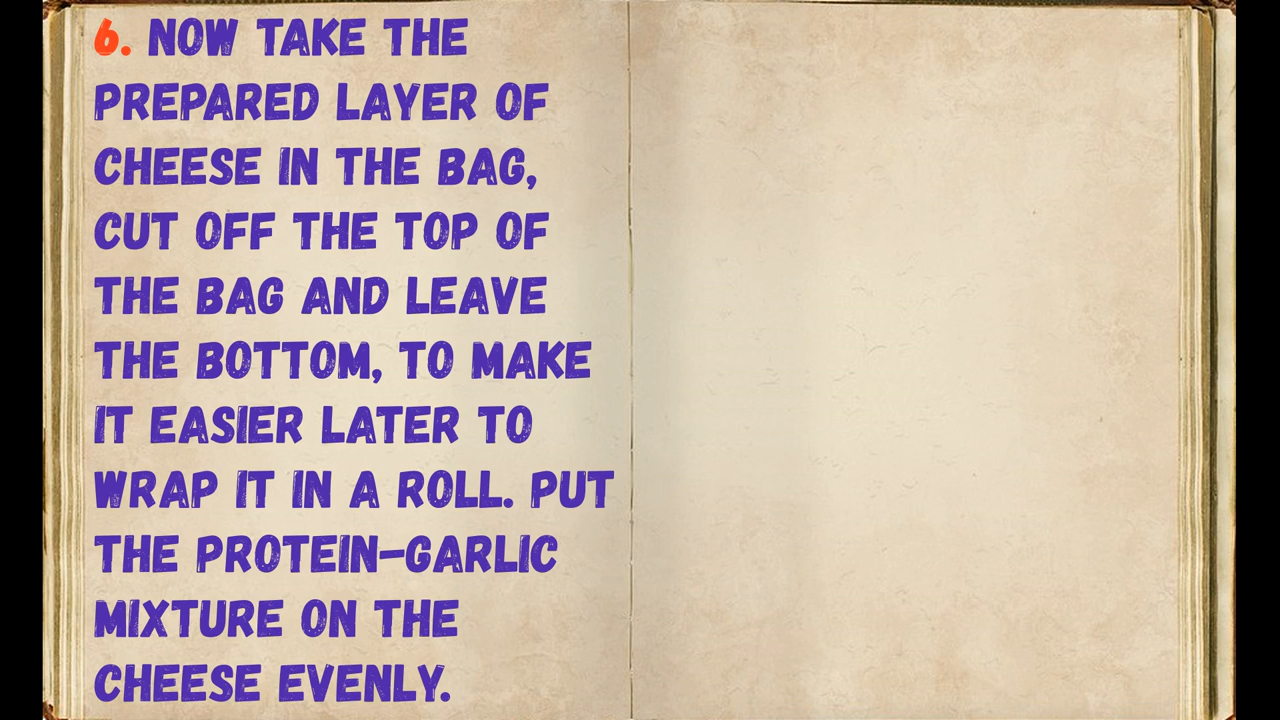 6. NOW TAKE THE
PREPARED LAYER OF
CHEESE IN THE BAG,
CUT OFF THE TOP OF
THE BAG AND LEAVE
THE BOTTOM, TO MAKE
IT EASIER LATER TO
WRAP IT IN A ROLL. PUT
THE PROTEIN-GARLIC
MIXTURE ON THE
CHEESE EVENLY.